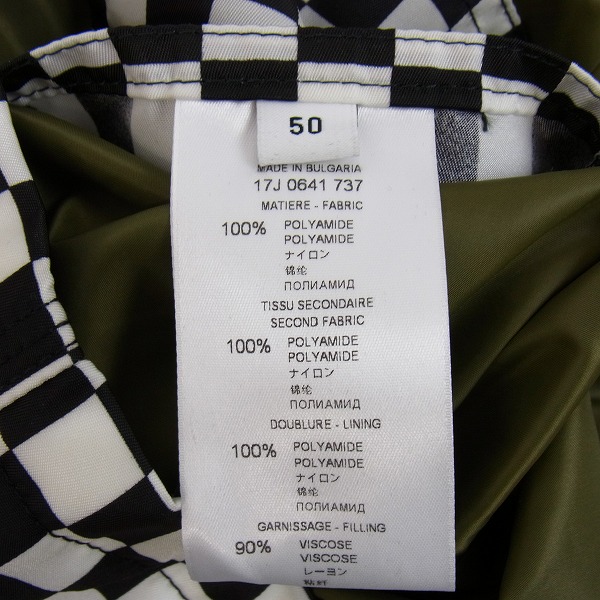 50
MADE IN BULGARIA
17J 0641 737
MATIERE - FABRIC
100% POLYAMIDE
POLYAMIDE
ナイロン
锦纶
ПОЛИАМИД
TISSU SECONDAIRE
SECOND FABRIC
100% POLYAMIDE
POLYAMIDE
ナイロン
锦纶
ПОЛИАМИД
DOUBLURE - LINING
100% POLYAMIDE
POLYAMIDE
ナイロン
锦纶
ПОЛИАМИД
GARNISSAGE - FILLING
90% VISCOSE
VISCOSE
レーヨン
粘纤